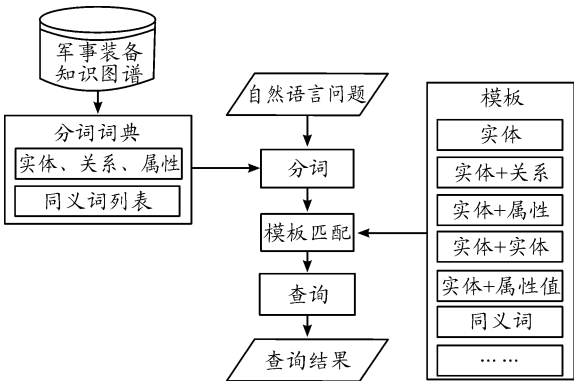 军事装备
知识图谱
分词词典
实体、关系、属性
同义词列表
自然语言问题
分词
模板匹配
查询
查询结果
模板
实体
实体+关系
实体+属性
实体+实体
实体+属性值
同义词
……